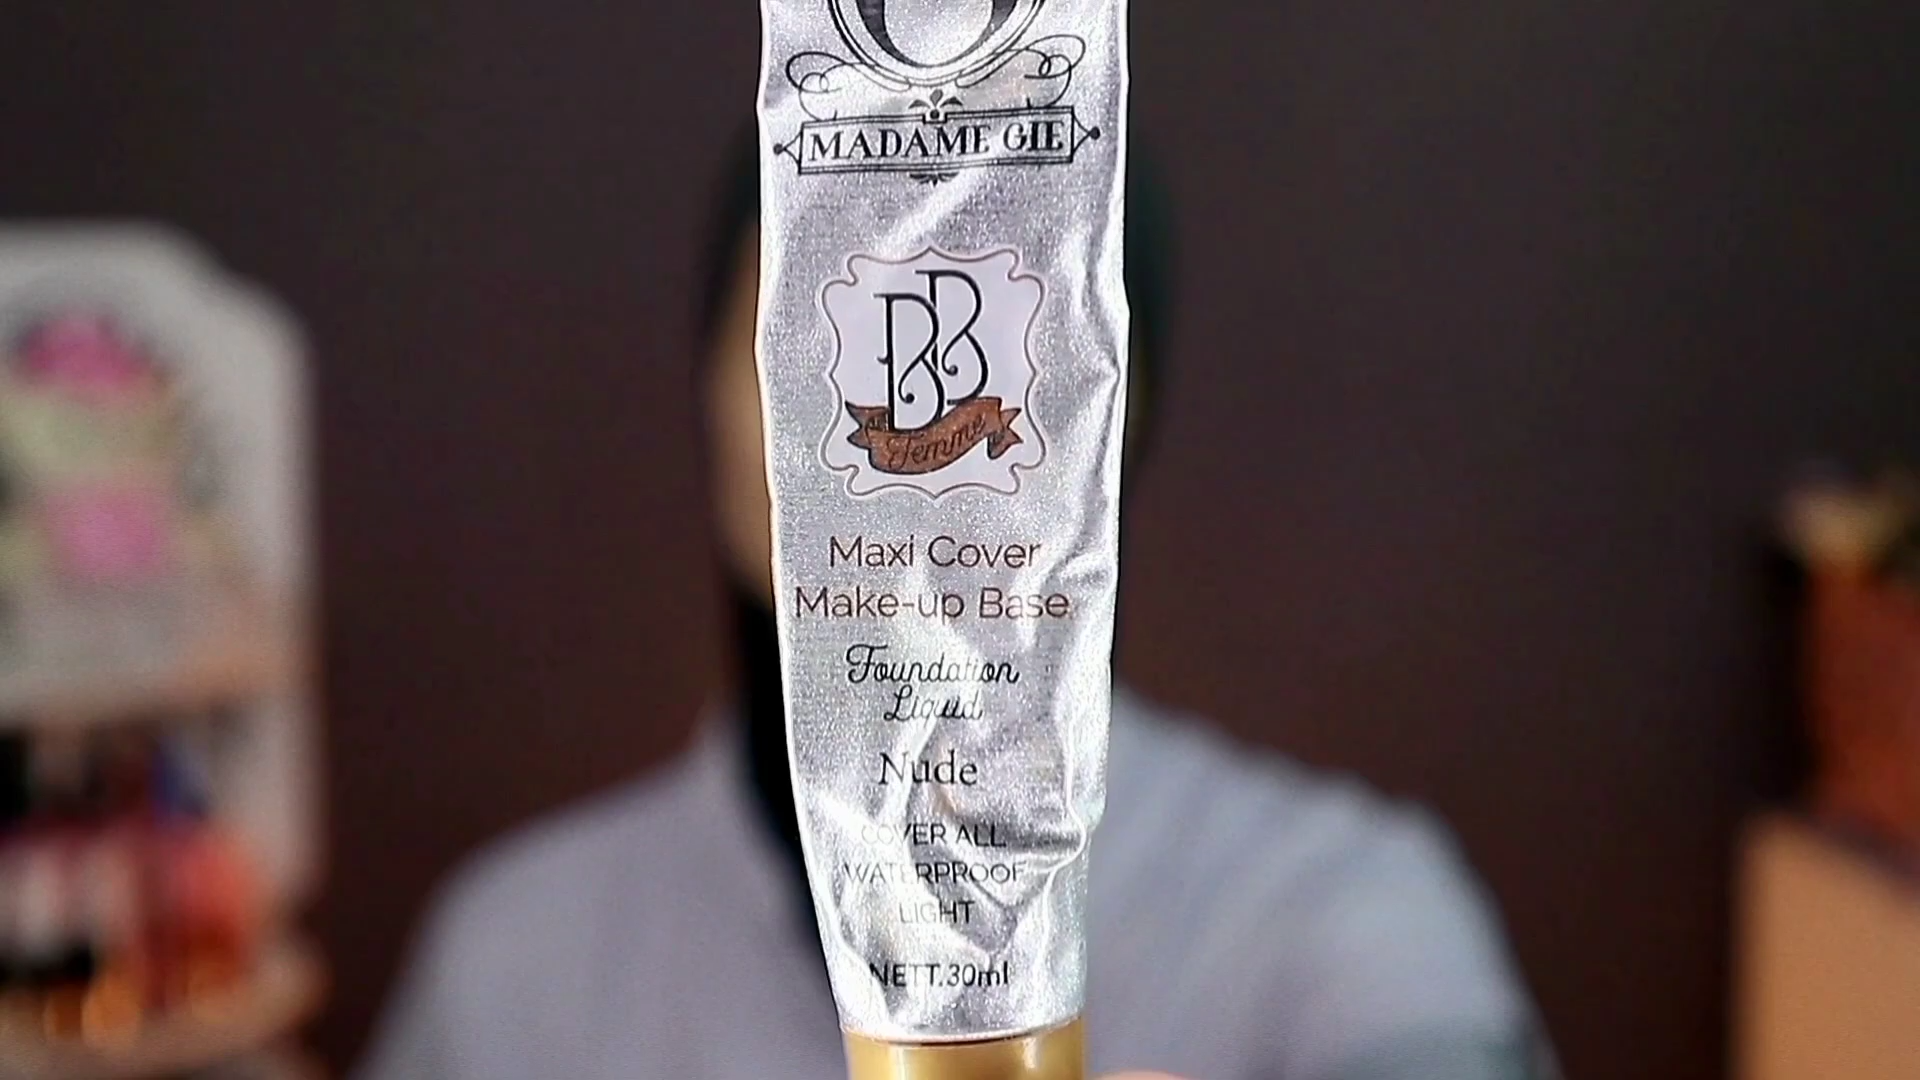 MADAME GIE
BB
Femme
Maxi Cover
Make-up Base
Foundation
Liquid
Nude
COVER ALL
WATERPROOF
LIGHT
NETT.30ml